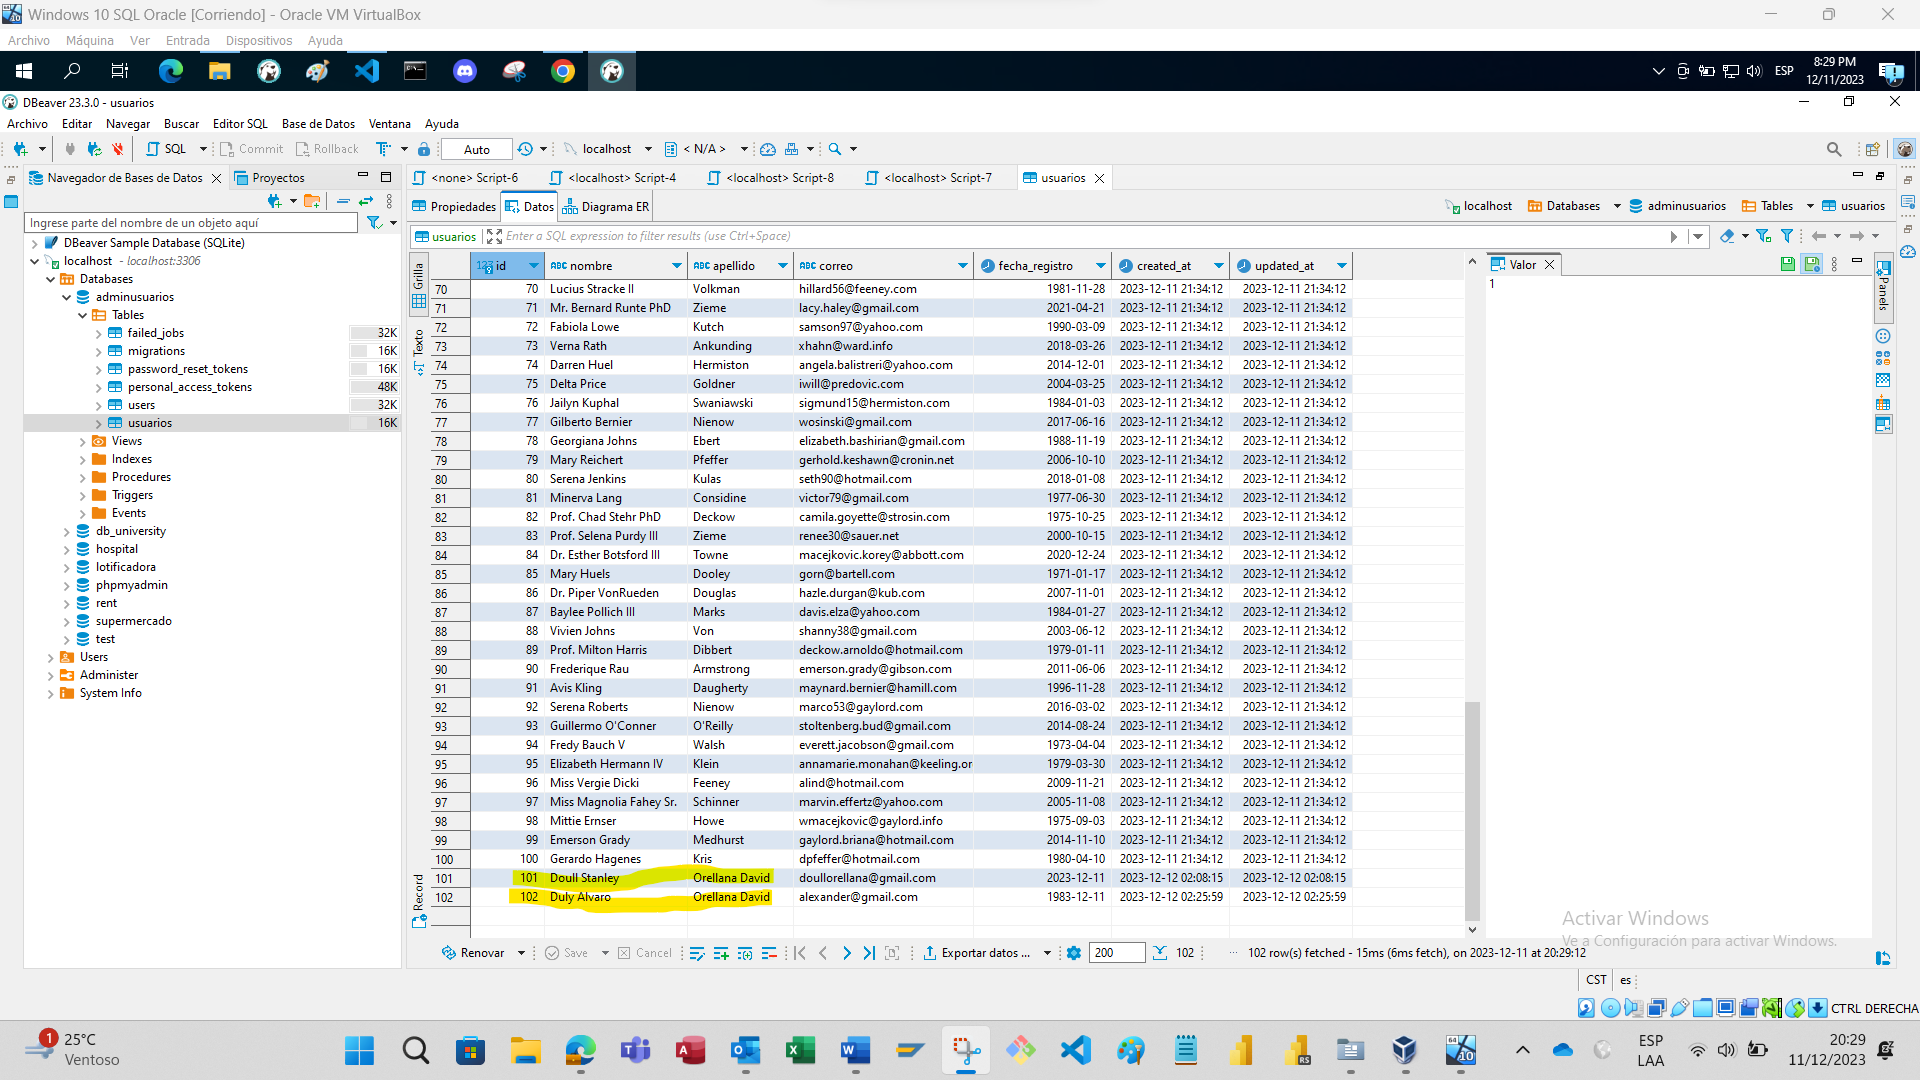 Windows 10 SQL Oracle [Corriendo] - Oracle VM VirtualBox
Archivo Máquina Ver Entrada Dispositivos Ayuda
ESP 8:29 PM
12/11/2023
DBeaver 23.3.0 - usuarios
Archivo Editar Navegar Buscar Editor SQL Base de Datos Ventana Ayuda
SQL Commit Rollback Auto localhost < N/A >
Navegador de Bases de Datos Proyectos
<none> Script-6 <localhost> Script-4 <localhost> Script-8 <localhost> Script-7 usuarios
Propiedades Datos Diagrama ER localhost Databases adminusuarios Tables usuarios
Ingrese parte del nombre de un objeto aquí
usuarios Enter a SQL expression to filter results (use Ctrl+Space)
DBeaver Sample Database (SQLite)
localhost - localhost:3306
Databases
adminusuarios
Tables
failed_jobs 32K
migrations 16K
password_reset_tokens 16K
personal_access_tokens 48K
users 32K
usuarios 16K
Views
Indexes
Procedures
Triggers
Events
db_university
hospital
lotificadora
phpmyadmin
rent
supermercado
test
Users
Administer
System Info
Grilla
Texto
Record
123 id ABC nombre ABC apellido ABC correo fecha_registro created_at updated_at
70 70 Lucius Stracke II Volkman hillard56@feeney.com 1981-11-28 2023-12-11 21:34:12 2023-12-11 21:34:12
71 71 Mr. Bernard Runte PhD Zieme lacy.haley@gmail.com 2021-04-21 2023-12-11 21:34:12 2023-12-11 21:34:12
72 72 Fabiola Lowe Kutch samson97@yahoo.com 1990-03-09 2023-12-11 21:34:12 2023-12-11 21:34:12
73 73 Verna Rath Ankunding xhahn@ward.info 2018-03-26 2023-12-11 21:34:12 2023-12-11 21:34:12
74 74 Darren Huel Hermiston angela.balistreri@yahoo.com 2014-12-01 2023-12-11 21:34:12 2023-12-11 21:34:12
75 75 Delta Price Goldner iwill@predovic.com 2004-03-25 2023-12-11 21:34:12 2023-12-11 21:34:12
76 76 Jailyn Kuphal Swaniawski sigmund15@hermiston.com 1984-01-03 2023-12-11 21:34:12 2023-12-11 21:34:12
77 77 Gilberto Bernier Nienow wosinski@gmail.com 2017-06-16 2023-12-11 21:34:12 2023-12-11 21:34:12
78 78 Georgiana Johns Ebert elizabeth.bashirian@gmail.com 1988-11-19 2023-12-11 21:34:12 2023-12-11 21:34:12
79 79 Mary Reichert Pfeffer gerhold.keshawn@cronin.net 2006-10-10 2023-12-11 21:34:12 2023-12-11 21:34:12
80 80 Serena Jenkins Kulas seth90@hotmail.com 2018-01-08 2023-12-11 21:34:12 2023-12-11 21:34:12
81 81 Minerva Lang Considine victor79@gmail.com 1977-06-30 2023-12-11 21:34:12 2023-12-11 21:34:12
82 82 Prof. Chad Stehr PhD Deckow camila.goyette@strosin.com 1975-10-25 2023-12-11 21:34:12 2023-12-11 21:34:12
83 83 Prof. Selena Purdy III Zieme renee30@sauer.net 2000-10-15 2023-12-11 21:34:12 2023-12-11 21:34:12
84 84 Dr. Esther Botsford III Towne macejkovic.korey@abbott.com 2020-12-24 2023-12-11 21:34:12 2023-12-11 21:34:12
85 85 Mary Huels Dooley gorn@bartell.com 1971-01-17 2023-12-11 21:34:12 2023-12-11 21:34:12
86 86 Dr. Piper VonRueden Douglas hazle.durgan@kub.com 2007-11-01 2023-12-11 21:34:12 2023-12-11 21:34:12
87 87 Baylee Pollich III Marks davis.elza@yahoo.com 1984-01-27 2023-12-11 21:34:12 2023-12-11 21:34:12
88 88 Vivien Johns Von shanny38@gmail.com 2003-06-12 2023-12-11 21:34:12 2023-12-11 21:34:12
89 89 Prof. Milton Harris Dibbert deckow.arnoldo@hotmail.com 1979-01-11 2023-12-11 21:34:12 2023-12-11 21:34:12
90 90 Frederique Rau Armstrong emerson.grady@gibson.com 2011-06-06 2023-12-11 21:34:12 2023-12-11 21:34:12
91 91 Avis Kling Daugherty maynard.bernier@hamill.com 1996-11-28 2023-12-11 21:34:12 2023-12-11 21:34:12
92 92 Serena Roberts Nienow marco53@gaylord.com 2016-03-02 2023-12-11 21:34:12 2023-12-11 21:34:12
93 93 Guillermo O'Conner O'Reilly stoltenberg.bud@gmail.com 2014-08-24 2023-12-11 21:34:12 2023-12-11 21:34:12
94 94 Fredy Bauch V Walsh everett.jacobson@gmail.com 1973-04-04 2023-12-11 21:34:12 2023-12-11 21:34:12
95 95 Elizabeth Hermann IV Klein annamarie.monahan@keeling.or 1979-03-30 2023-12-11 21:34:12 2023-12-11 21:34:12
96 96 Miss Vergie Dicki Feeney alind@hotmail.com 2009-11-21 2023-12-11 21:34:12 2023-12-11 21:34:12
97 97 Miss Magnolia Fahey Sr. Schinner marvin.effertz@yahoo.com 2005-11-08 2023-12-11 21:34:12 2023-12-11 21:34:12
98 98 Mittie Ernser Howe wmacejkovic@gaylord.info 1975-09-03 2023-12-11 21:34:12 2023-12-11 21:34:12
99 99 Emerson Grady Medhurst gaylord.briana@hotmail.com 2014-11-10 2023-12-11 21:34:12 2023-12-11 21:34:12
100 100 Gerardo Hagenes Kris dpfeffer@hotmail.com 1980-04-10 2023-12-11 21:34:12 2023-12-11 21:34:12
101 101 Doull Stanley Orellana David doullorellana@gmail.com 2023-12-11 2023-12-12 02:08:15 2023-12-12 02:08:15
102 102 Duly Alvaro Orellana David alexander@gmail.com 1983-12-11 2023-12-12 02:25:59 2023-12-12 02:25:59
Valor
1
Panels
Activar Windows
Ve a Configuración para activar Windows.
Renovar Save Cancel Exportar datos ... 200 102 ... 102 row(s) fetched - 15ms (6ms fetch), on 2023-12-11 at 20:29:12
CST es
CTRL DERECHA
1 25°C
Ventoso
ESP
LAA
20:29
11/12/2023